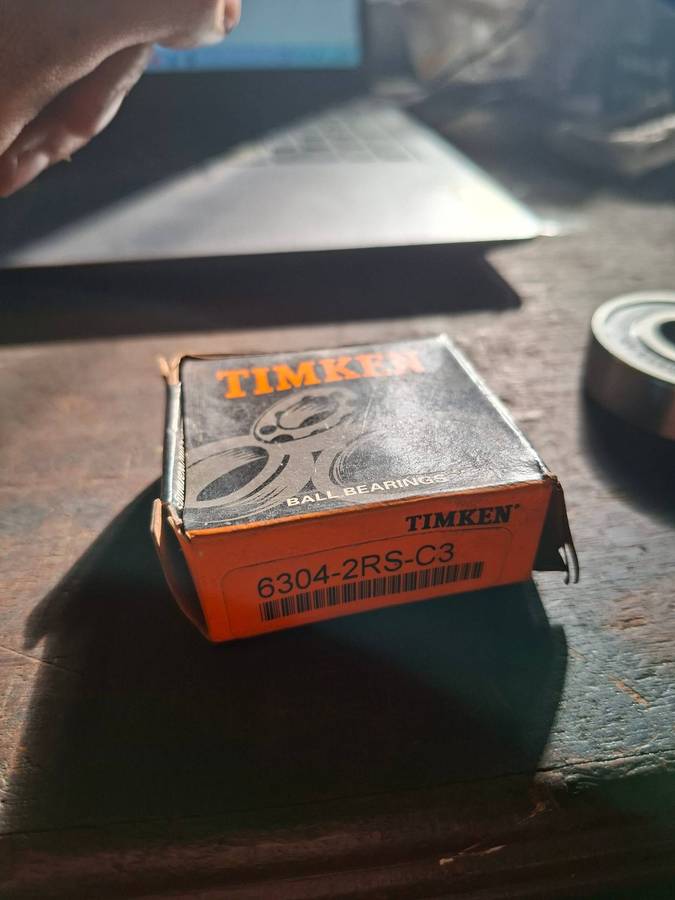 TIMKEN
BALL BEARINGS
TIMKEN®
6304-2RS-C3